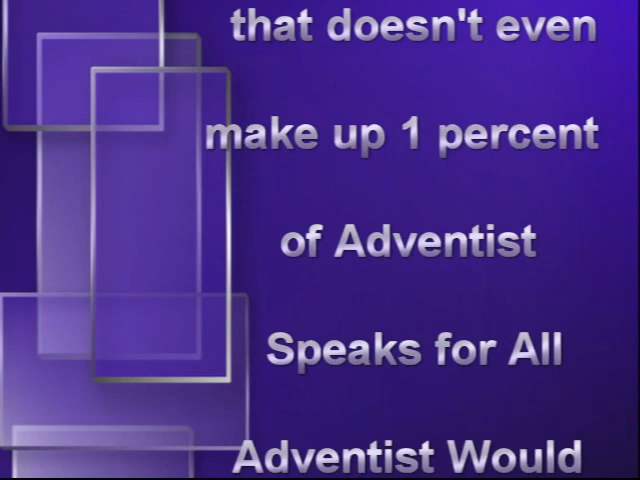 that doesn't even
make up 1 percent
of Adventist
Speaks for All
Adventist Would